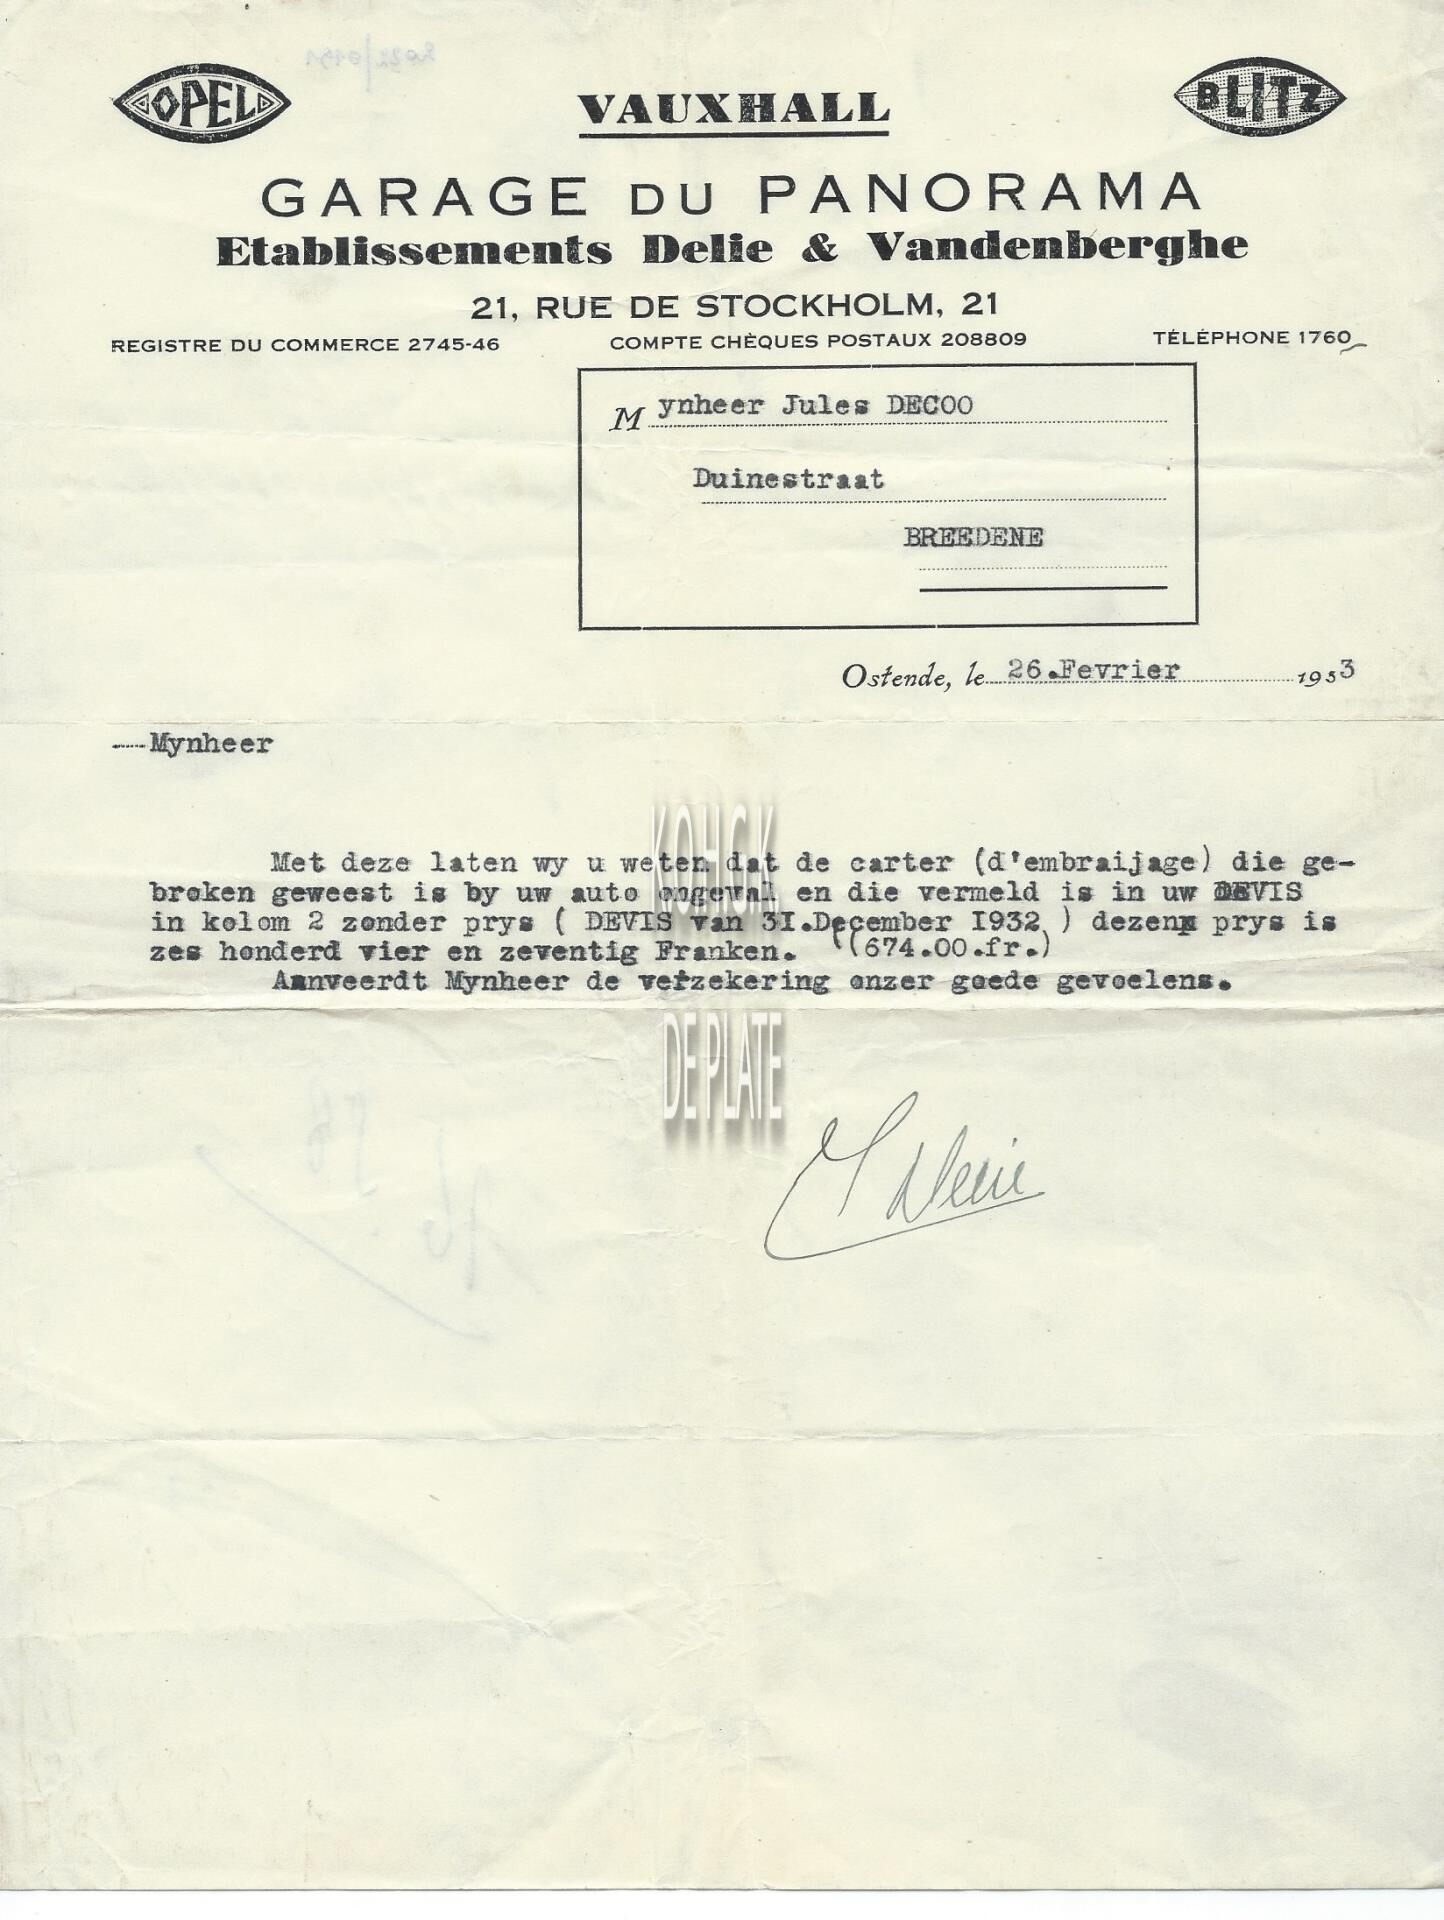 OPEL
VAUXHALL
BLITZ
GARAGE DU PANORAMA
Etablissements Delie & Vandenberghe
21, RUE DE STOCKHOLM, 21
REGISTRE DU COMMERCE 2745-46
COMPTE CHÈQUES POSTAUX 208809
TÉLÉPHONE 1760
Mynheer Jules DECOO
Duinestraat
BREEDENE
Ostende, le 26.Fevrier 1933
Mynheer
Met deze laten wy u weten dat de carter (d'embraijage) die ge-
broken geweest is by uw auto ongeval en die vermeld is in uw DEVIS
in kolom 2 zonder prys ( DEVIS van 31.December 1932 ) dezen prys is
zes honderd vier en zeventig Franken. (674.00.fr.)
Aanveerdt Mynheer de verzekering onzer goede gevoelens.
KOHGK
DE PLATE